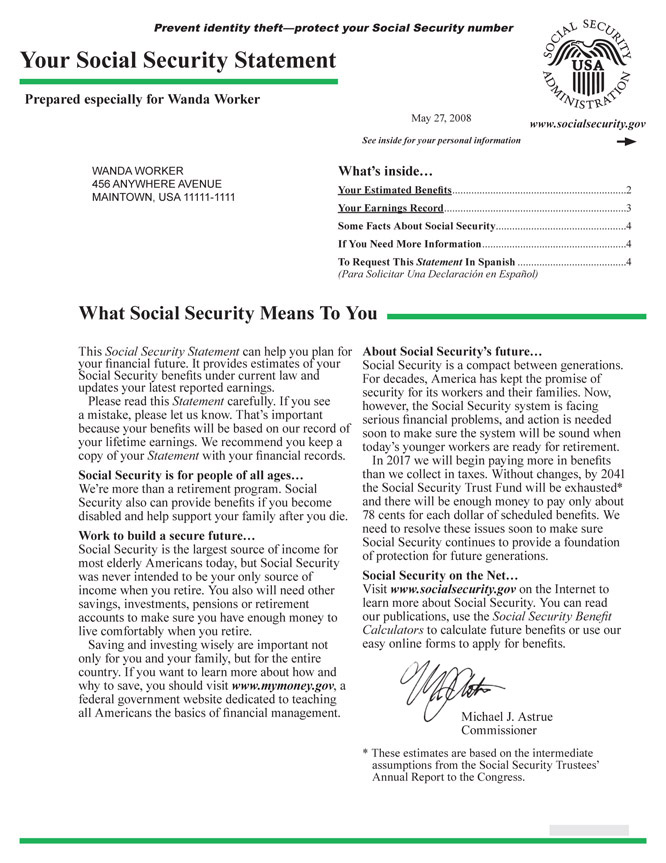 Prevent identity theft—protect your Social Security number
Your Social Security Statement
Prepared especially for Wanda Worker
SOCIAL SECURITY ADMINISTRATION
USA
www.socialsecurity.gov
May 27, 2008
See inside for your personal information
WANDA WORKER
456 ANYWHERE AVENUE
MAINTOWN, USA 11111-1111
What's inside…
Your Estimated Benefits................................................................2
Your Earnings Record...................................................................3
Some Facts About Social Security................................................4
If You Need More Information.....................................................4
To Request This Statement In Spanish ........................................4
(Para Solicitar Una Declaración en Español)
What Social Security Means To You
This Social Security Statement can help you plan for
your financial future. It provides estimates of your
Social Security benefits under current law and
updates your latest reported earnings.
Please read this Statement carefully. If you see
a mistake, please let us know. That's important
because your benefits will be based on our record of
your lifetime earnings. We recommend you keep a
copy of your Statement with your financial records.
Social Security is for people of all ages…
We're more than a retirement program. Social
Security also can provide benefits if you become
disabled and help support your family after you die.
Work to build a secure future…
Social Security is the largest source of income for
most elderly Americans today, but Social Security
was never intended to be your only source of
income when you retire. You also will need other
savings, investments, pensions or retirement
accounts to make sure you have enough money to
live comfortably when you retire.
Saving and investing wisely are important not
only for you and your family, but for the entire
country. If you want to learn more about how and
why to save, you should visit www.mymoney.gov, a
federal government website dedicated to teaching
all Americans the basics of financial management.
About Social Security's future…
Social Security is a compact between generations.
For decades, America has kept the promise of
security for its workers and their families. Now,
however, the Social Security system is facing
serious financial problems, and action is needed
soon to make sure the system will be sound when
today's younger workers are ready for retirement.
In 2017 we will begin paying more in benefits
than we collect in taxes. Without changes, by 2041
the Social Security Trust Fund will be exhausted*
and there will be enough money to pay only about
78 cents for each dollar of scheduled benefits. We
need to resolve these issues soon to make sure
Social Security continues to provide a foundation
of protection for future generations.
Social Security on the Net…
Visit www.socialsecurity.gov on the Internet to
learn more about Social Security. You can read
our publications, use the Social Security Benefit
Calculators to calculate future benefits or use our
easy online forms to apply for benefits.
Michael J. Astrue
Commissioner
* These estimates are based on the intermediate
assumptions from the Social Security Trustees'
Annual Report to the Congress.